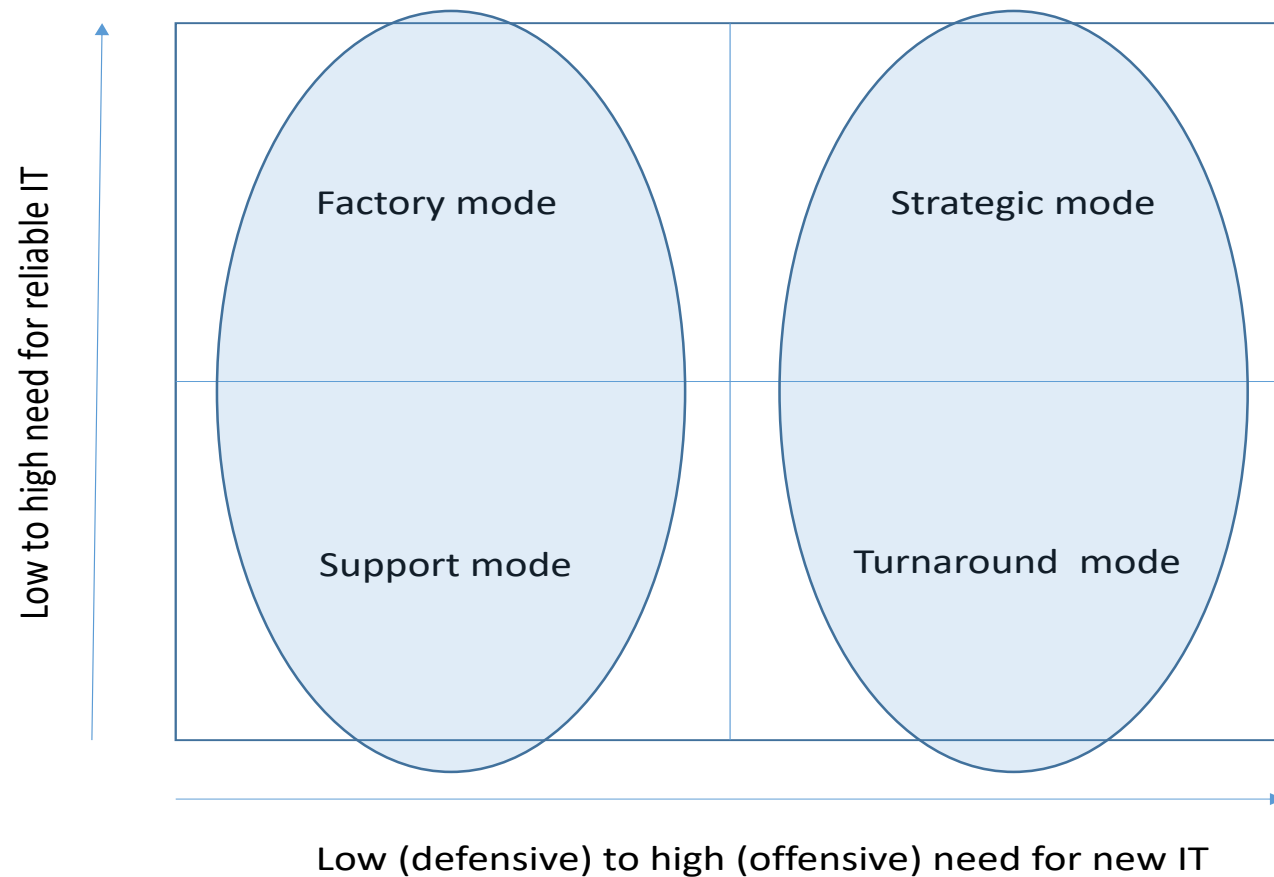 Low to high need for reliable IT
Factory mode
Strategic mode
Support mode
Turnaround  mode
Low (defensive) to high (offensive) need for new IT